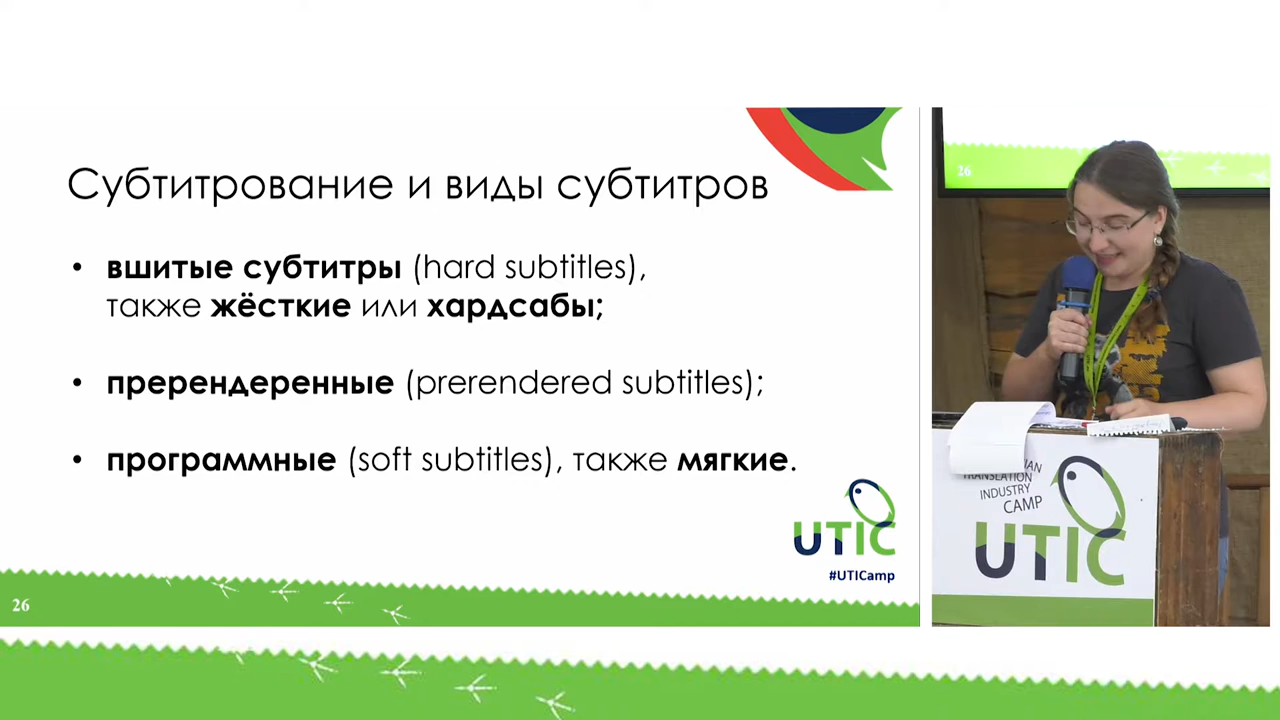 Субтитрование и виды субтитров
• вшитые субтитры (hard subtitles),
также жёсткие или хардсабы;
• пререндеренные (prerendered subtitles);
• программные (soft subtitles), также мягкие.
UTIC
#UTICamp
26
26
TRANSLATION
INDUSTRY
CAMP
UTIC